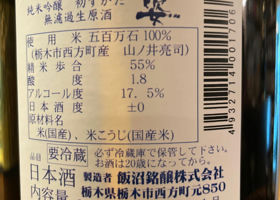 純米吟醸 初すがた
無濾過生原酒 姿
使用米 五百万石100%
(栃木市西方町産 山ノ井亮司)
精米歩合 55%
酸度 1.8
アルコール度 17.5%
日本酒度 ±0
原材料名
米(国産)、米こうじ(国産米)
要冷蔵 必ず冷蔵庫で保管して下さい。
お酒は20歳になってから。
日本酒 製造者 飯沼銘醸株式会社
内容量 栃木県栃木市西方町元850
4932714001706